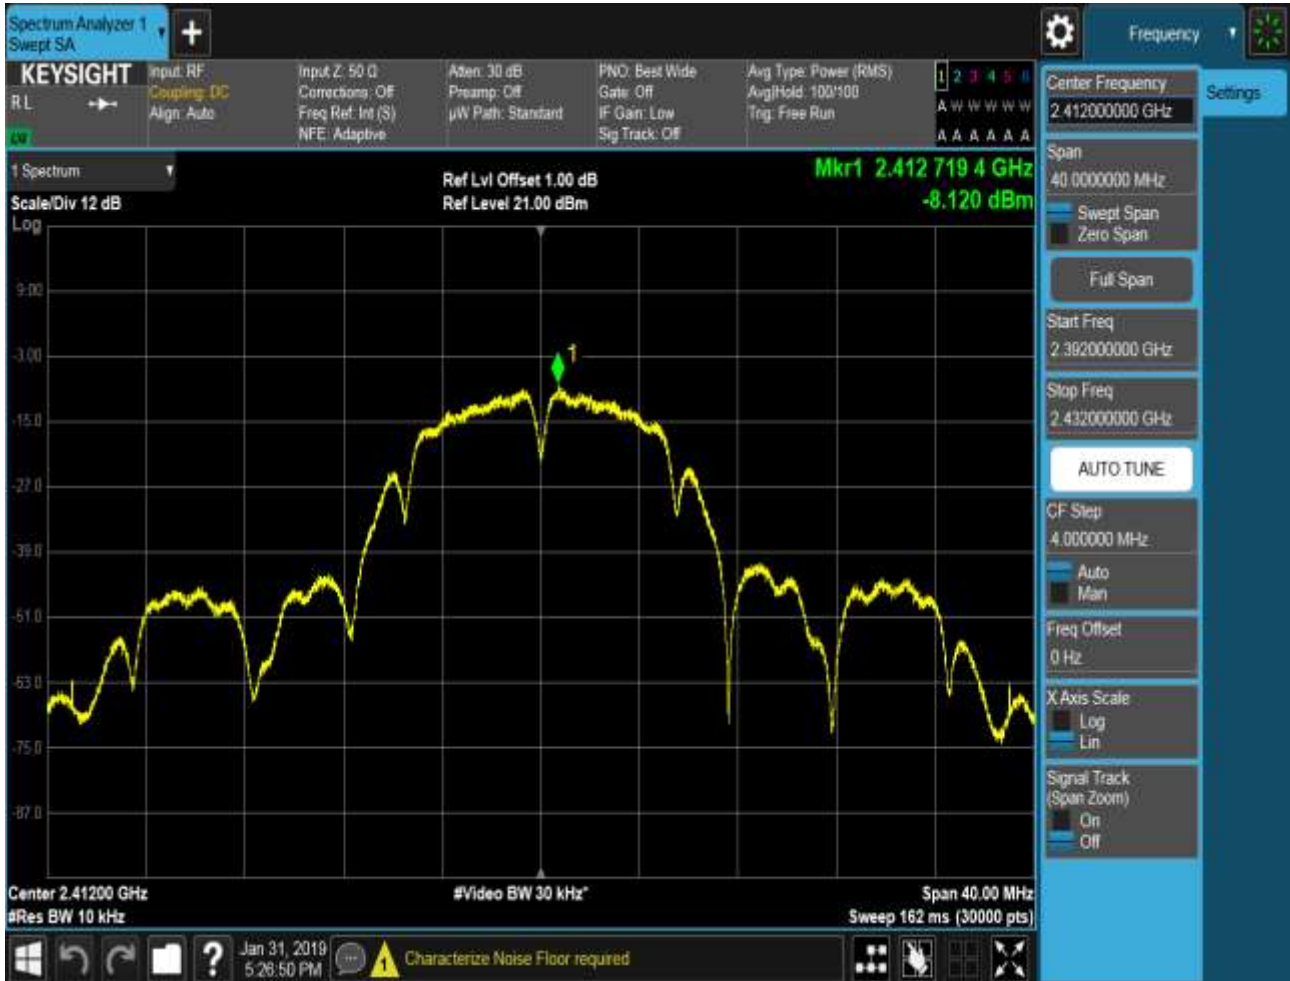 Spectrum Analyzer 1
Swept SA
+
Frequency
KEYSIGHT
R L
LXI
Input: RF
Coupling: DC
Align: Auto
Input Z: 50 Ω
Corrections: Off
Freq Ref: Int (S)
NFE: Adaptive
Atten: 30 dB
Preamp: Off
µW Path: Standard
PNO: Best Wide
Gate: Off
IF Gain: Low
Sig Track: Off
Avg Type: Power (RMS)
Avg|Hold: 100/100
Trig: Free Run
1 2 3 4 5 6
A W W W W W
A A A A A A
1 Spectrum
Scale/Div 12 dB
Log
Ref Lvl Offset 1.00 dB
Ref Level 21.00 dBm
Mkr1 2.412 719 4 GHz
-8.120 dBm
9.00
-3.00
-15.0
-27.0
-39.0
-51.0
-63.0
-75.0
-87.0
1
Center 2.41200 GHz
#Res BW 10 kHz
#Video BW 30 kHz*
Span 40.00 MHz
Sweep 162 ms (30000 pts)
Center Frequency
2.412000000 GHz
Settings
Span
40.0000000 MHz
Swept Span
Zero Span
Full Span
Start Freq
2.392000000 GHz
Stop Freq
2.432000000 GHz
AUTO TUNE
CF Step
4.000000 MHz
Auto
Man
Freq Offset
0 Hz
X Axis Scale
Log
Lin
Signal Track
(Span Zoom)
On
Off
?
Jan 31, 2019
5:26:50 PM
1
Characterize Noise Floor required